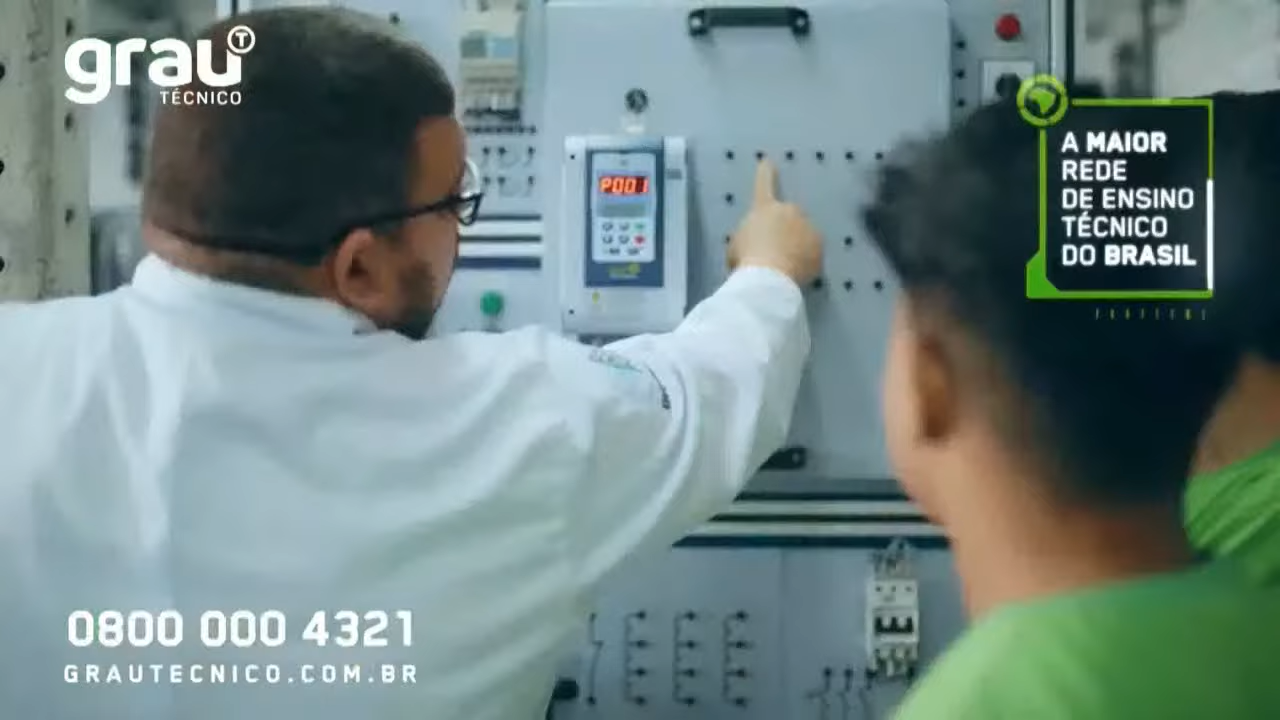 grau T
TÉCNICO
P001
A MAIOR
REDE
DE ENSINO
TÉCNICO
DO BRASIL
0800 000 4321
GRAUTECNICO.COM.BR